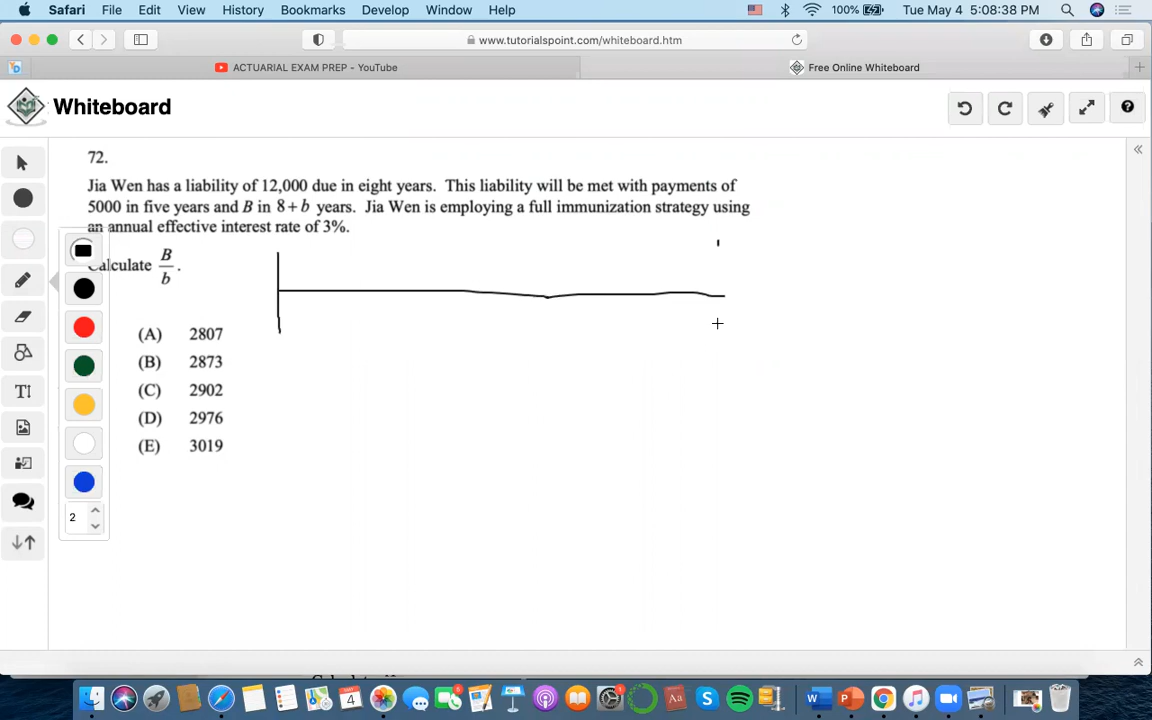 Safari File Edit View History Bookmarks Develop Window Help 100% Tue May 4 5:08:38 PM
www.tutorialspoint.com/whiteboard.htm
ACTUARIAL EXAM PREP - YouTube Free Online Whiteboard
Whiteboard
72.
Jia Wen has a liability of 12,000 due in eight years. This liability will be met with payments of
5000 in five years and B in 8+b years. Jia Wen is employing a full immunization strategy using
an annual effective interest rate of 3%.
Calculate B/b.
(A) 2807
(B) 2873
(C) 2902
(D) 2976
(E) 3019
2